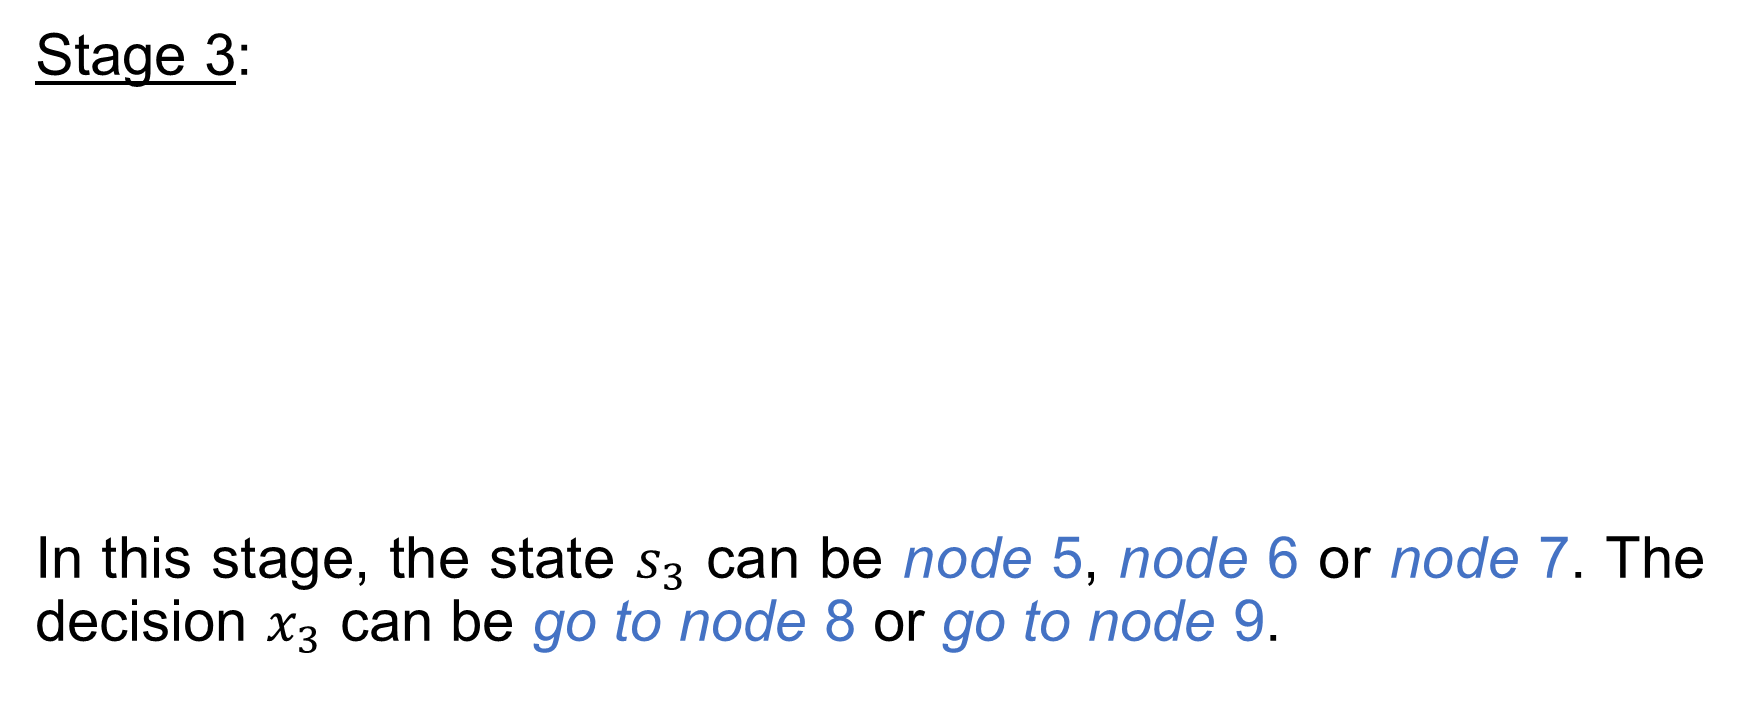 Stage 3:
In this stage, the state s₃ can be node 5, node 6 or node 7. The
decision x₃ can be go to node 8 or go to node 9.